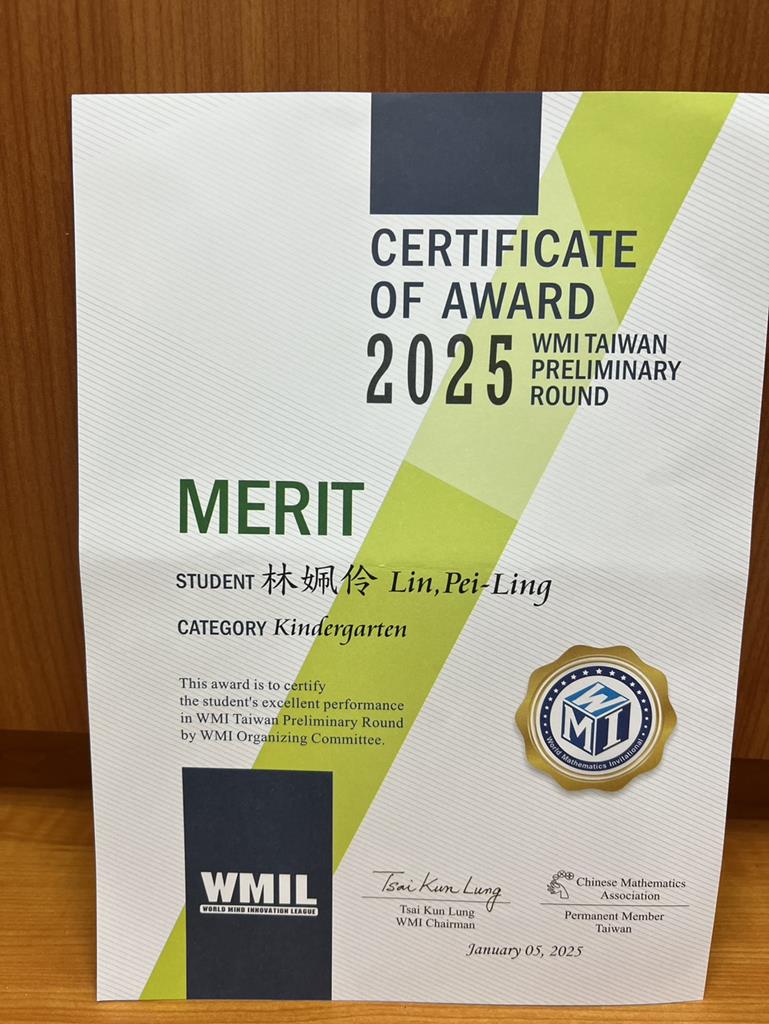 CERTIFICATE
OF AWARD
2025 WMI TAIWAN
PRELIMINARY
ROUND
MERIT
STUDENT 林姵伶 Lin,Pei-Ling
CATEGORY Kindergarten
This award is to certify
the student's excellent performance
in WMI Taiwan Preliminary Round
by WMI Organizing Committee.
WMI
World Mathematics Invitational
WMIL
WORLD MIND INNOVATION LEAGUE
Tsai Kun Lung
Tsai Kun Lung
WMI Chairman
Chinese Mathematics
Association
Permanent Member
Taiwan
January 05, 2025